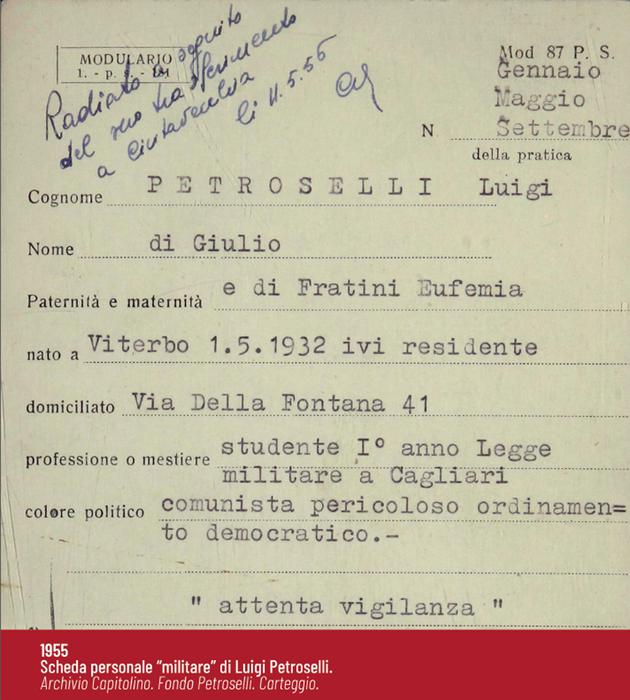 Radiato a seguito
del suo trasferimento
a Civitavecchia
li 11.5.55
MODULARIO
1. - p. s. - 181
Mod 87 P. S.
Gennaio
Maggio
N. Settembre
della pratica
Cognome P E T R O S E L L I Luigi
Nome di Giulio
Paternità e maternità e di Fratini Eufemia
nato a Viterbo 1.5.1932 ivi residente
domiciliato Via Della Fontana 41
professione o mestiere studente I° anno Legge
militare a Cagliari
colore politico comunista pericoloso ordinamen=
to democratico.-
" attenta vigilanza "
1955
Scheda personale “militare” di Luigi Petroselli.
Archivio Capitolino. Fondo Petroselli. Carteggio.